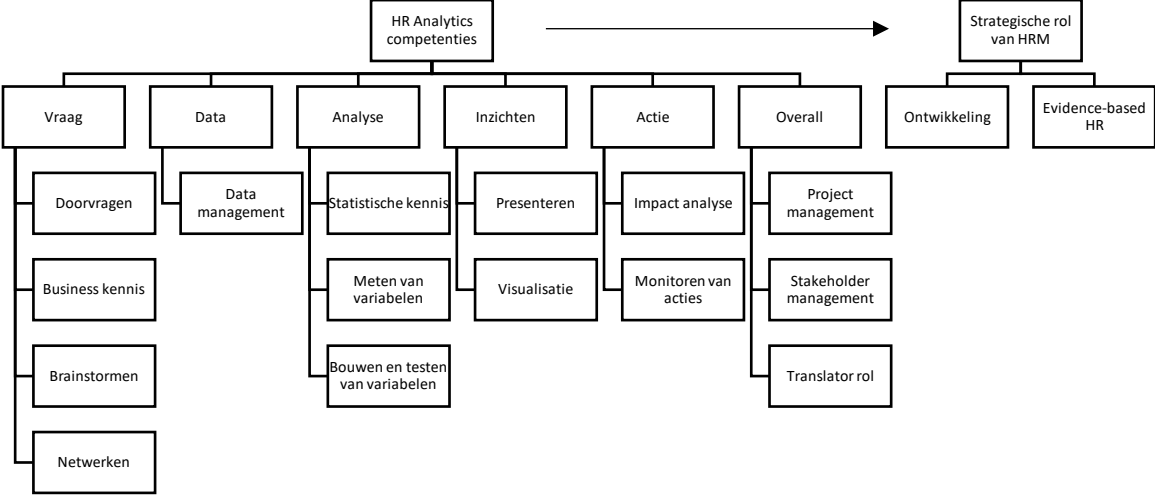 HR Analytics
competenties
Strategische rol
van HRM
Vraag
Data
Analyse
Inzichten
Actie
Overall
Ontwikkeling
Evidence-based
HR
Doorvragen
Data
management
Statistische kennis
Presenteren
Impact analyse
Project
management
Business kennis
Meten van
variabelen
Visualisatie
Monitoren van
acties
Stakeholder
management
Brainstormen
Bouwen en testen
van variabelen
Translator rol
Netwerken